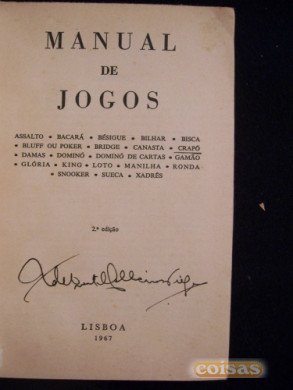 MANUAL
DE
JOGOS
ASSALTO • BACARÁ • BÉSIGUE • BILHAR • BISCA
• BLUFF OU POKER • BRIDGE • CANASTA • CRAPÔ
• DAMAS • DOMINÓ • DOMINÓ DE CARTAS • GAMÃO
• GLÓRIA • KING • LOTO • MANILHA • RONDA
• SNOOKER • SUECA • XADRÊS
2.ª edição
LISBOA
1967
coisas